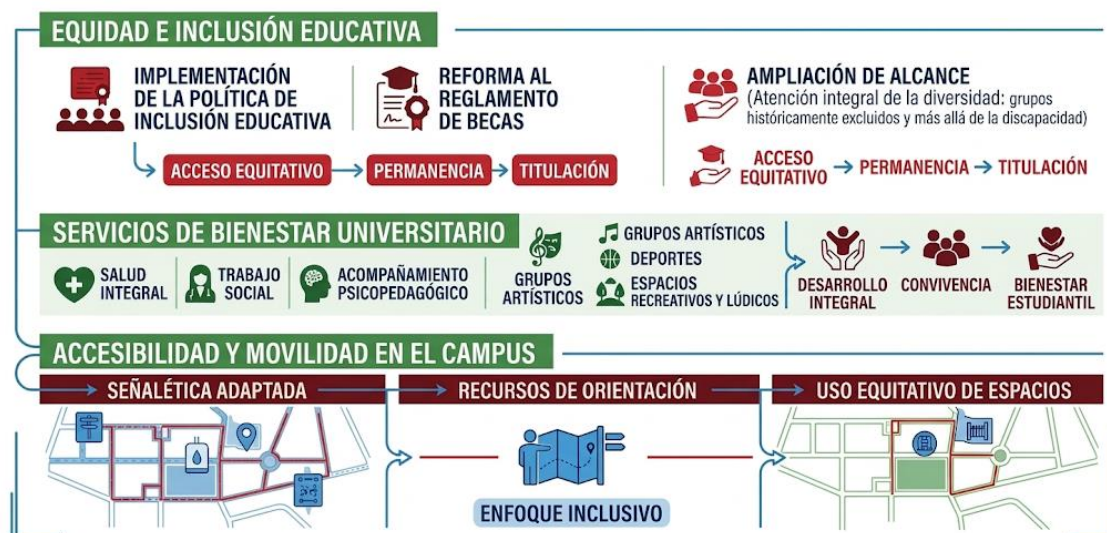 EQUIDAD E INCLUSIÓN EDUCATIVA
IMPLEMENTACIÓN
DE LA POLÍTICA DE
INCLUSIÓN EDUCATIVA
REFORMA AL
REGLAMENTO
DE BECAS
AMPLIACIÓN DE ALCANCE
(Atención integral de la diversidad: grupos
históricamente excluidos y más allá de la discapacidad)
ACCESO EQUITATIVO
PERMANENCIA
TITULACIÓN
ACCESO
EQUITATIVO
PERMANENCIA
TITULACIÓN
SERVICIOS DE BIENESTAR UNIVERSITARIO
SALUD
INTEGRAL
TRABAJO
SOCIAL
ACOMPAÑAMIENTO
PSICOPEDAGÓGICO
GRUPOS
ARTÍSTICOS
GRUPOS ARTÍSTICOS
DEPORTES
ESPACIOS
RECREATIVOS Y LÚDICOS
DESARROLLO
INTEGRAL
CONVIVENCIA
BIENESTAR
ESTUDIANTIL
ACCESIBILIDAD Y MOVILIDAD EN EL CAMPUS
SEÑALÉTICA ADAPTADA
RECURSOS DE ORIENTACIÓN
USO EQUITATIVO DE ESPACIOS
ENFOQUE INCLUSIVO